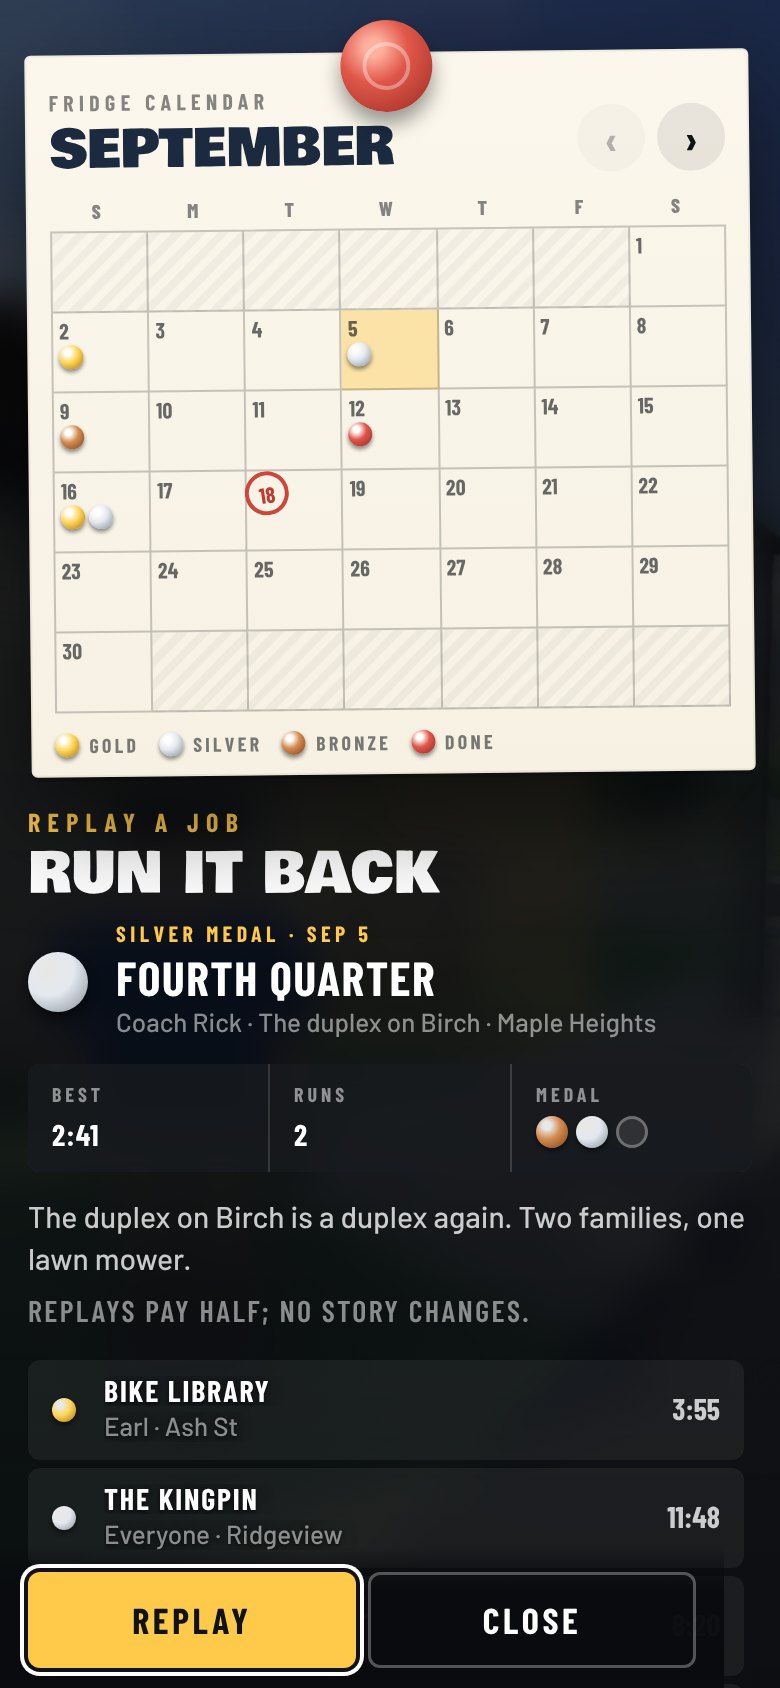 FRIDGE CALENDAR
SEPTEMBER
‹ ›
S M T W T F S
1
2 3 4 5 6 7 8
9 10 11 12 13 14 15
16 17 18 19 20 21 22
23 24 25 26 27 28 29
30
GOLD SILVER BRONZE DONE
REPLAY A JOB
RUN IT BACK
SILVER MEDAL · SEP 5
FOURTH QUARTER
Coach Rick · The duplex on Birch · Maple Heights
BEST RUNS MEDAL
2:41 2
The duplex on Birch is a duplex again. Two families, one
lawn mower.
REPLAYS PAY HALF; NO STORY CHANGES.
BIKE LIBRARY
Earl · Ash St
3:55
THE KINGPIN
Everyone · Ridgeview
11:48
REPLAY CLOSE